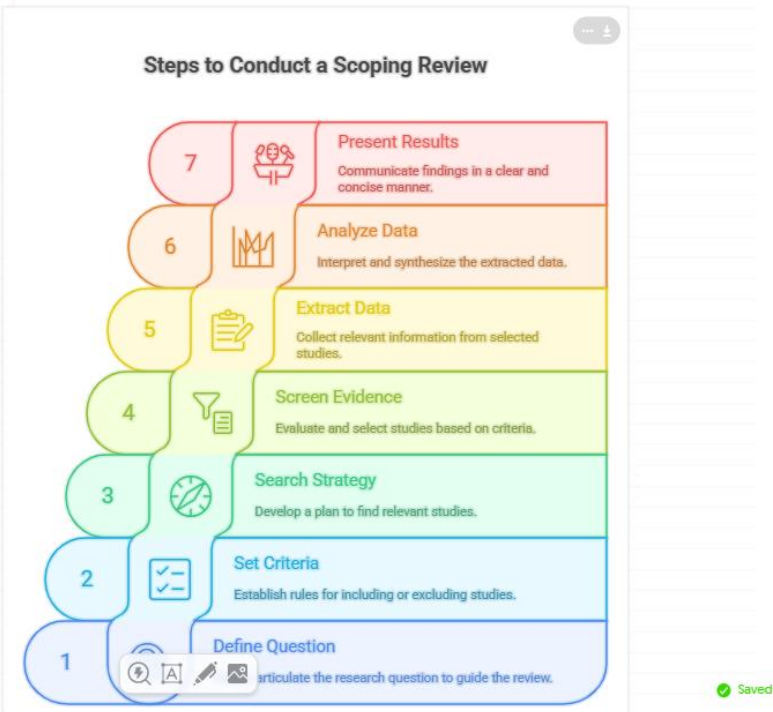 Steps to Conduct a Scoping Review
7
Present Results
Communicate findings in a clear and
concise manner.
6
Analyze Data
Interpret and synthesize the extracted data.
5
Extract Data
Collect relevant information from selected
studies.
4
Screen Evidence
Evaluate and select studies based on criteria.
3
Search Strategy
Develop a plan to find relevant studies.
2
Set Criteria
Establish rules for including or excluding studies.
1
Define Question
articulate the research question to guide the review.
A
Saved